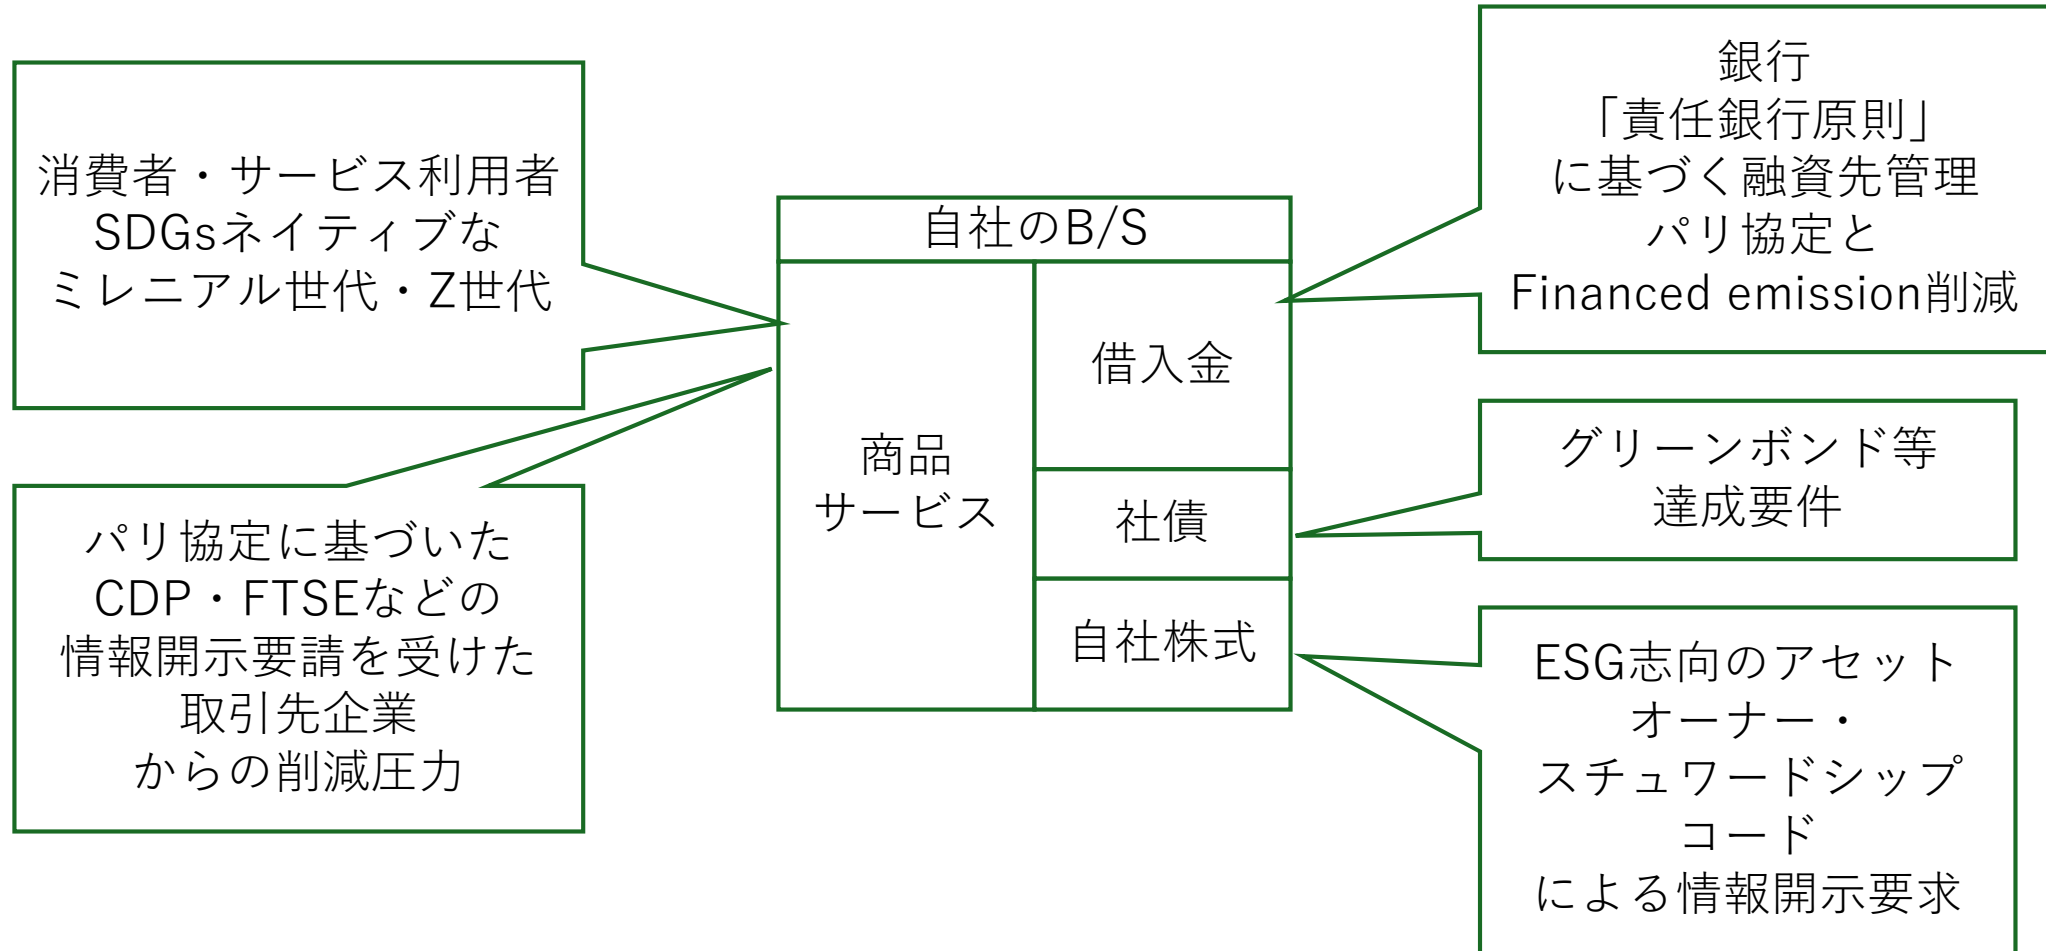 消費者・サービス利用者
SDGsネイティブな
ミレニアル世代・Z世代
パリ協定に基づいた
CDP・FTSEなどの
情報開示要請を受けた
取引先企業
からの削減圧力
自社のB/S
商品
サービス
借入金
社債
自社株式
銀行
「責任銀行原則」
に基づく融資先管理
パリ協定と
Financed emission削減
グリーンボンド等
達成要件
ESG志向のアセット
オーナー・
スチュワードシップ
コード
による情報開示要求